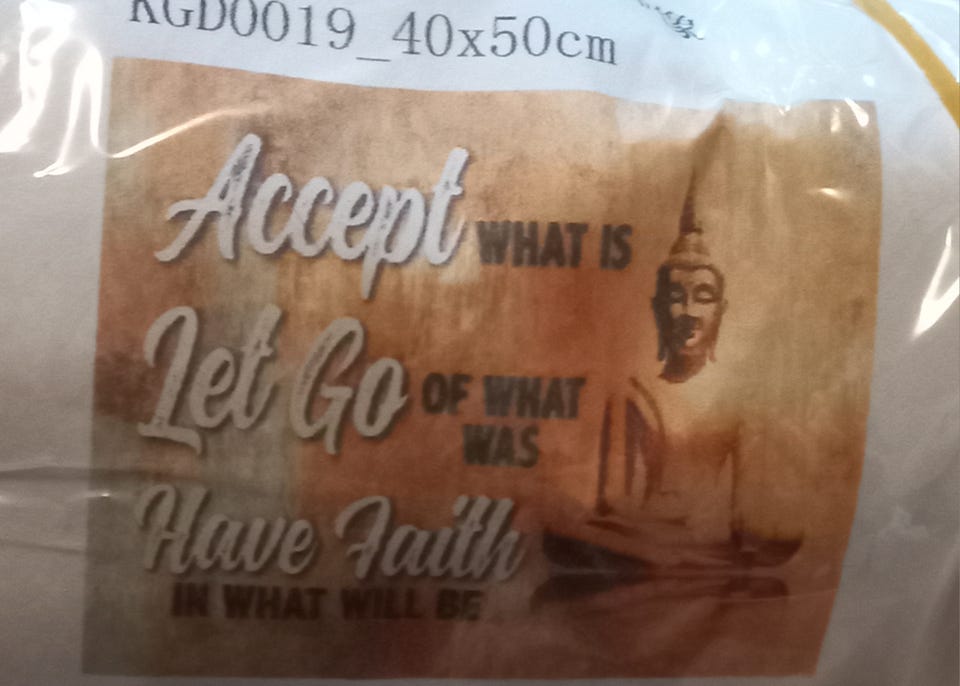 KGD0019_40x50cm
Accept WHAT IS
Let Go OF WHAT
WAS
Have Faith
IN WHAT WILL BE